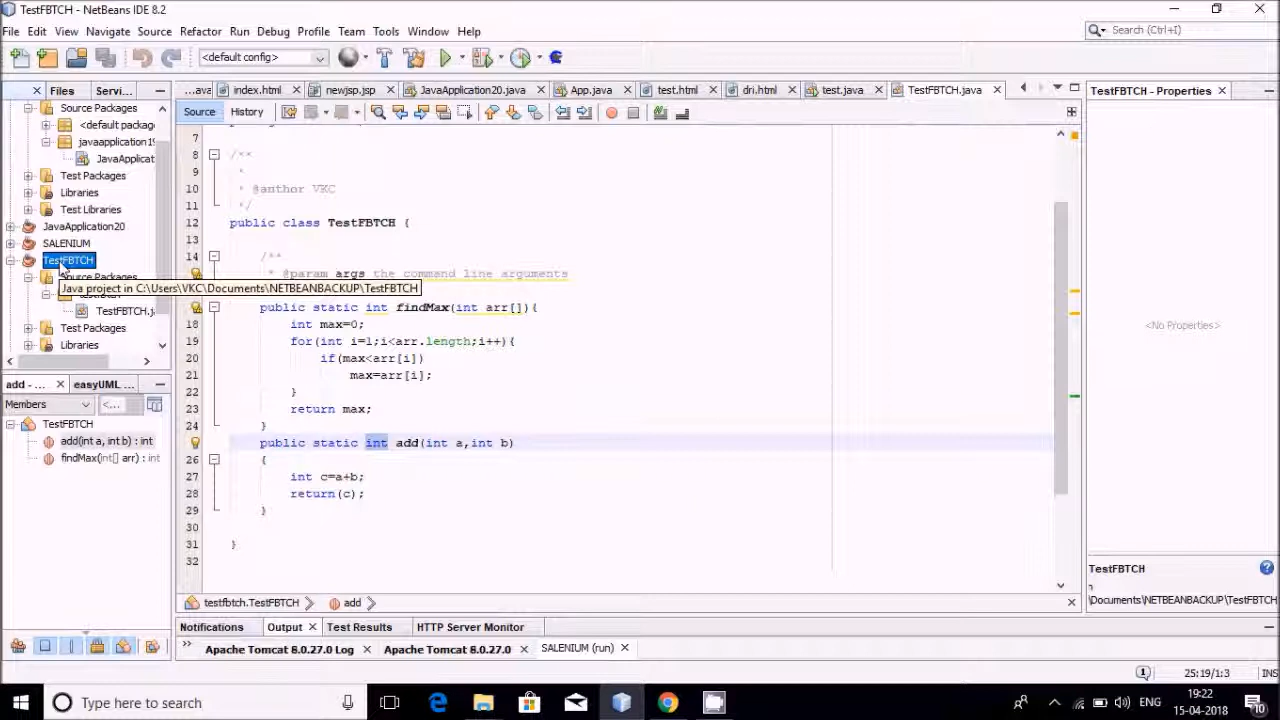 TestFBTCH - NetBeans IDE 8.2
File Edit View Navigate Source Refactor Run Debug Profile Team Tools Window Help
Search (Ctrl+I)
<default config>
Files Servi...
...ava index.html newjsp.jsp JavaApplication20.java App.java test.html dri.html test.java TestFBTCH.java
TestFBTCH - Properties
Source History
Source Packages
<default packag
javaapplication1
JavaApplicat
Test Packages
Libraries
Test Libraries
JavaApplication20
SALENIUM
TestFBTCH
Source Packages
Java project in C:\Users\VKC\Documents\NETBEANBACKUP\TestFBTCH
TestFBTCH.j
Test Packages
Libraries
7
8 /**
9 *
10 * @author VKC
11 */
12 public class TestFBTCH {
13
14 /**
* @param args the command line arguments
public static int findMax(int arr[]){
18 int max=0;
19 for(int i=1;i<arr.length;i++){
20 if(max<arr[i])
21 max=arr[i];
22 }
23 return max;
24 }
public static int add(int a,int b)
26 {
27 int c=a+b;
28 return(c);
29 }
30
31 }
32
<No Properties>
add - ... easyUML ...
Members <...
TestFBTCH
add(int a, int b) : int
findMax(int[] arr) : int
testfbtch.TestFBTCH add
TestFBTCH
\Documents\NETBEANBACKUP\TestFBTCH
Notifications Output Test Results HTTP Server Monitor
Apache Tomcat 8.0.27.0 Log Apache Tomcat 8.0.27.0 SALENIUM (run)
25:19/1:3 INS
Type here to search
ENG
19:22
15-04-2018
10